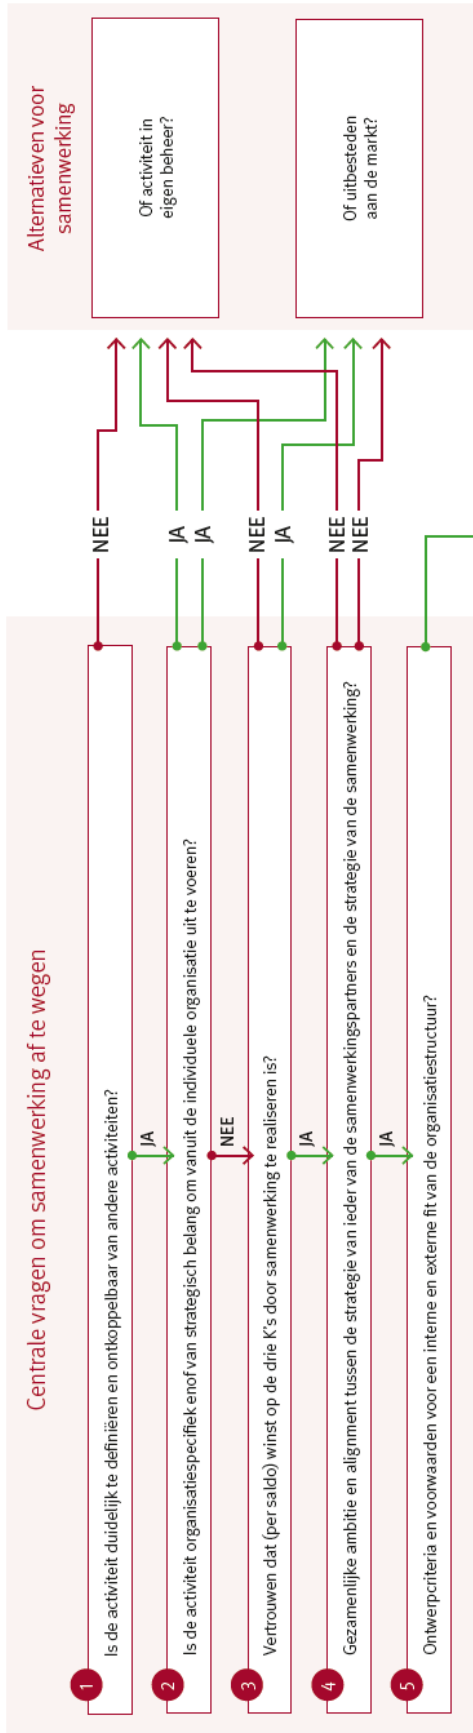 Centrale vragen om samenwerking af te wegen
1
Is de activiteit duidelijk te definiëren en ontkoppelbaar van andere activiteiten?
JA
2
Is de activiteit organisatiespecifiek enof van strategisch belang om vanuit de individuele organisatie uit te voeren?
NEE
3
Vertrouwen dat (per saldo) winst op de drie K's door samenwerking te realiseren is?
JA
4
Gezamenlijke ambitie en alignment tussen de strategie van ieder van de samenwerkingspartners en de strategie van de samenwerking?
JA
5
Ontwerpcriteria en voorwaarden voor een interne en externe fit van de organisatiestructuur?
NEE
JA
JA
NEE
JA
NEE
NEE
Alternatieven voor
samenwerking
Of activiteit in
eigen beheer?
Of uitbesteden
aan de markt?